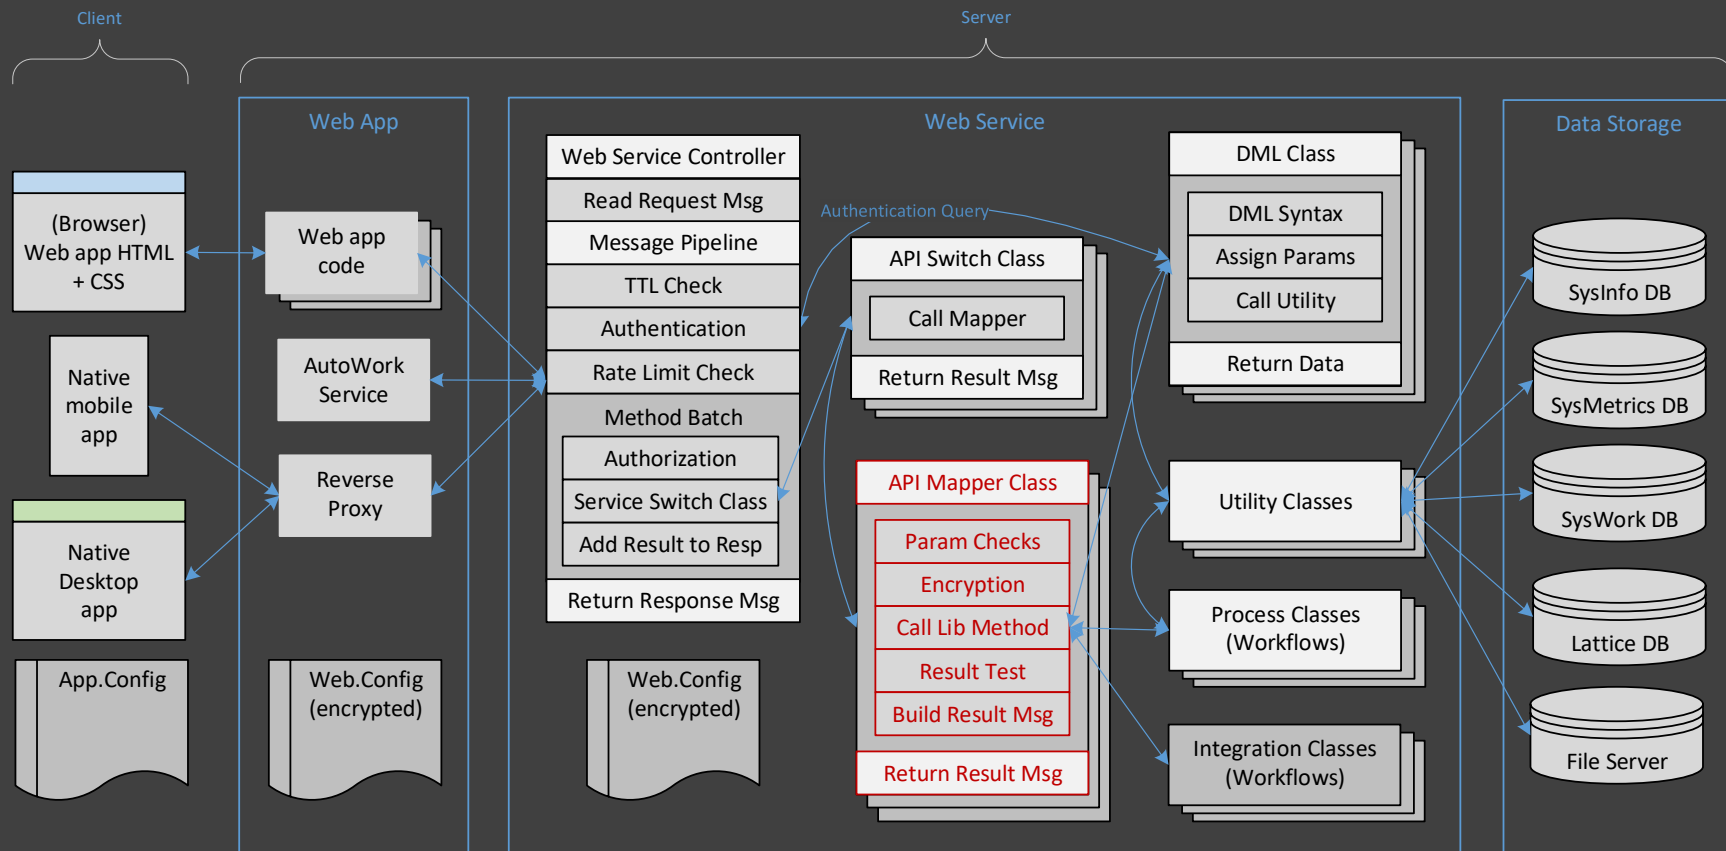 Client
Server
Web App
Web Service
Data Storage
(Browser)
Web app HTML
+ CSS
Native
mobile
app
Native
Desktop
app
App.Config
Web app
code
AutoWork
Service
Reverse
Proxy
Web.Config
(encrypted)
Web Service Controller
Read Request Msg
Message Pipeline
TTL Check
Authentication
Rate Limit Check
Method Batch
Authorization
Service Switch Class
Add Result to Resp
Return Response Msg
Web.Config
(encrypted)
Authentication Query
API Switch Class
Call Mapper
Return Result Msg
API Mapper Class
Param Checks
Encryption
Call Lib Method
Result Test
Build Result Msg
Return Result Msg
DML Class
DML Syntax
Assign Params
Call Utility
Return Data
Utility Classes
Process Classes
(Workflows)
Integration Classes
(Workflows)
SysInfo DB
SysMetrics DB
SysWork DB
Lattice DB
File Server